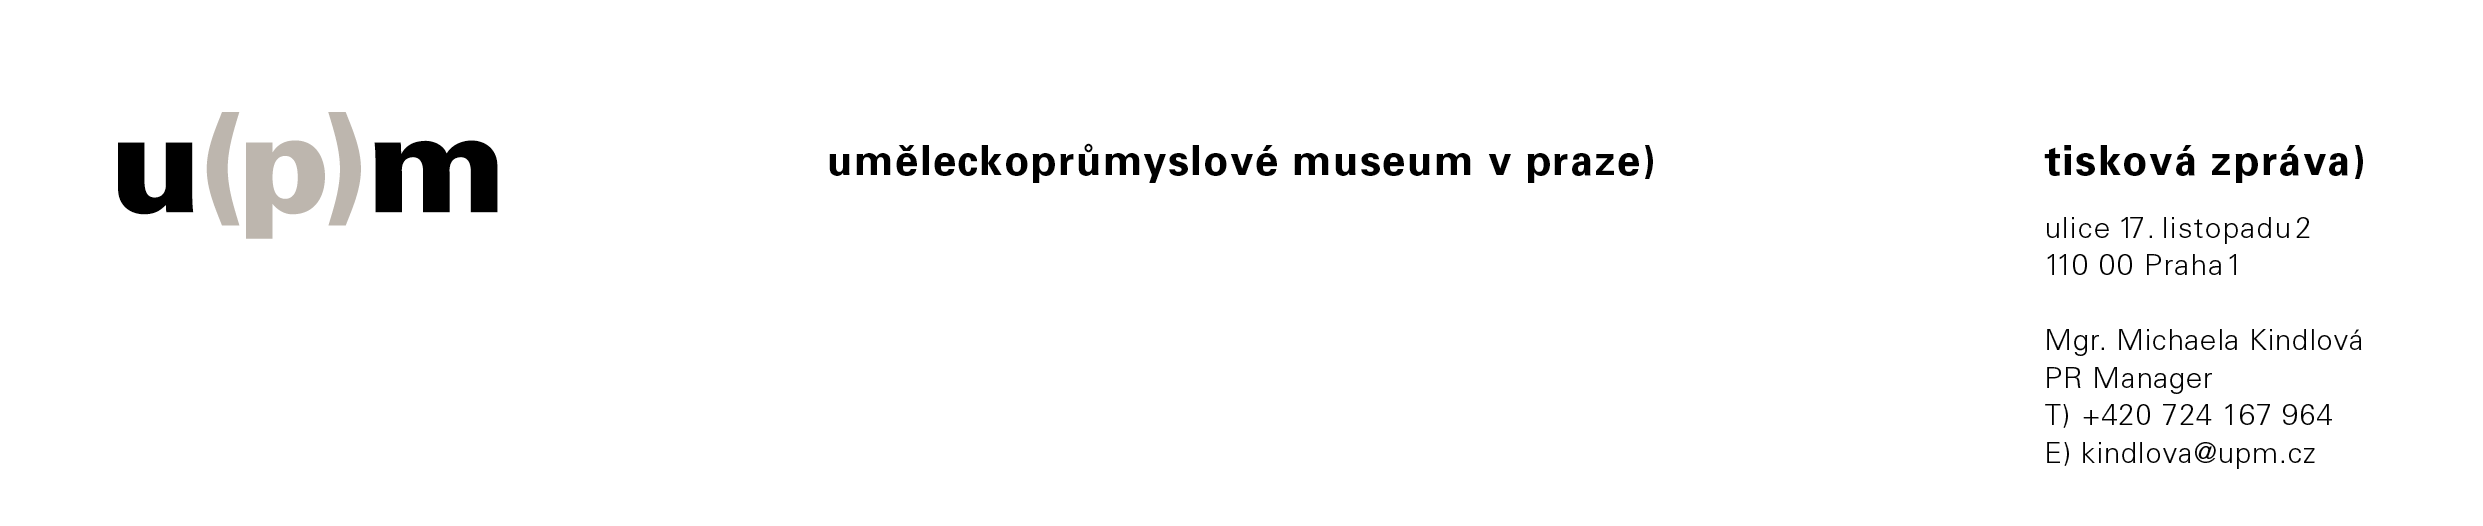 u(p)m
uměleckoprůmyslové museum v praze)
tisková zpráva)
ulice 17. listopadu 2
110 00 Praha 1
Mgr. Michaela Kindlová
PR Manager
T) +420 724 167 964
E) kindlova@upm.cz